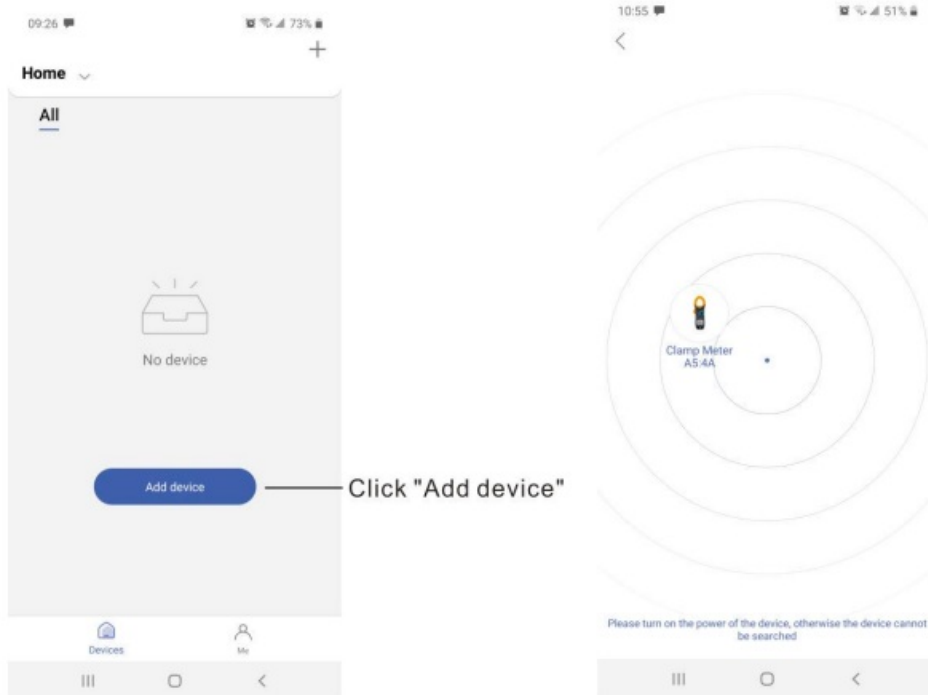 09:26
73%
Home
All
No device
Add device
Devices
Me
Click "Add device"
10:55
51%
Clamp Meter
A5:4A
Please turn on the power of the device, otherwise the device cannot
be searched